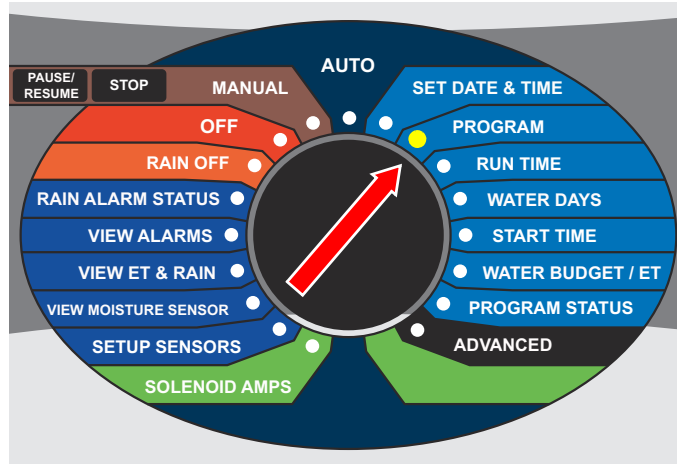 AUTO
PAUSE/
RESUME
STOP
MANUAL
OFF
RAIN OFF
RAIN ALARM STATUS
VIEW ALARMS
VIEW ET & RAIN
VIEW MOISTURE SENSOR
SETUP SENSORS
SOLENOID AMPS
SET DATE & TIME
PROGRAM
RUN TIME
WATER DAYS
START TIME
WATER BUDGET / ET
PROGRAM STATUS
ADVANCED